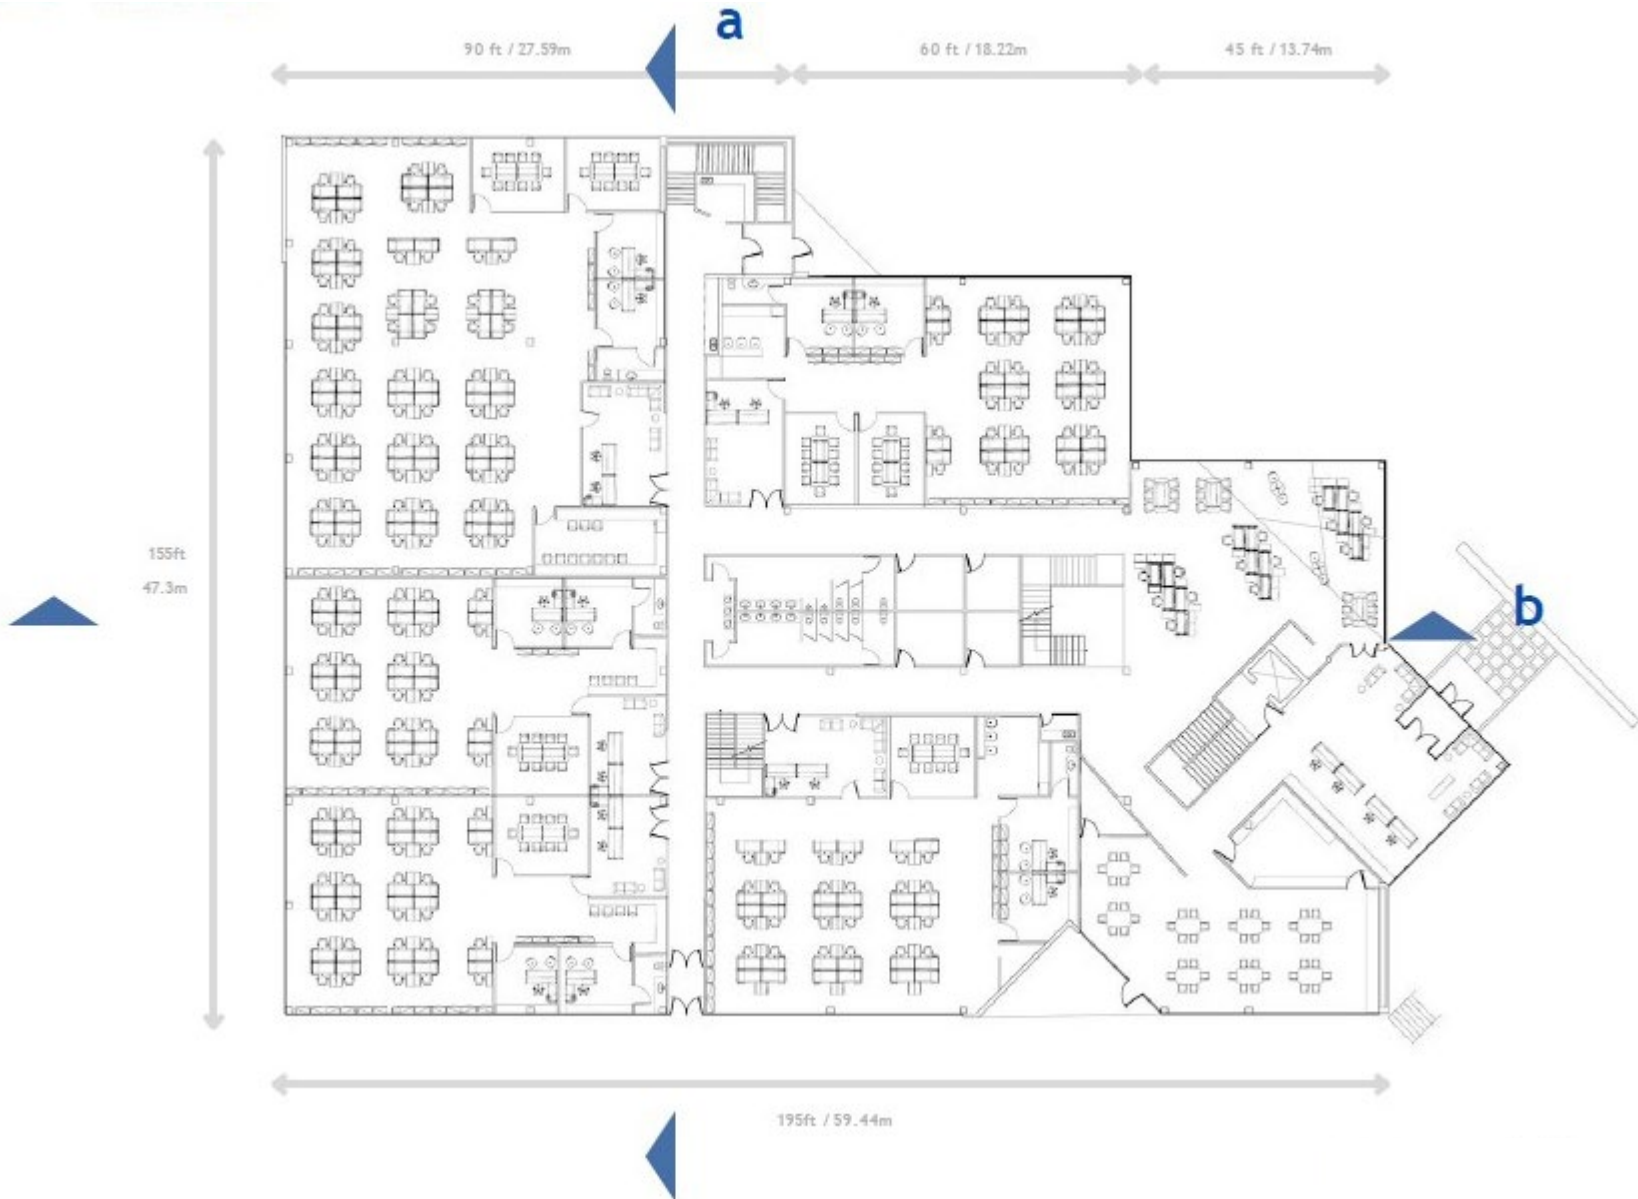 a
90 ft / 27.59m
60 ft / 18.22m
45 ft / 13.74m
155ft
47.3m
b
195ft / 59.44m